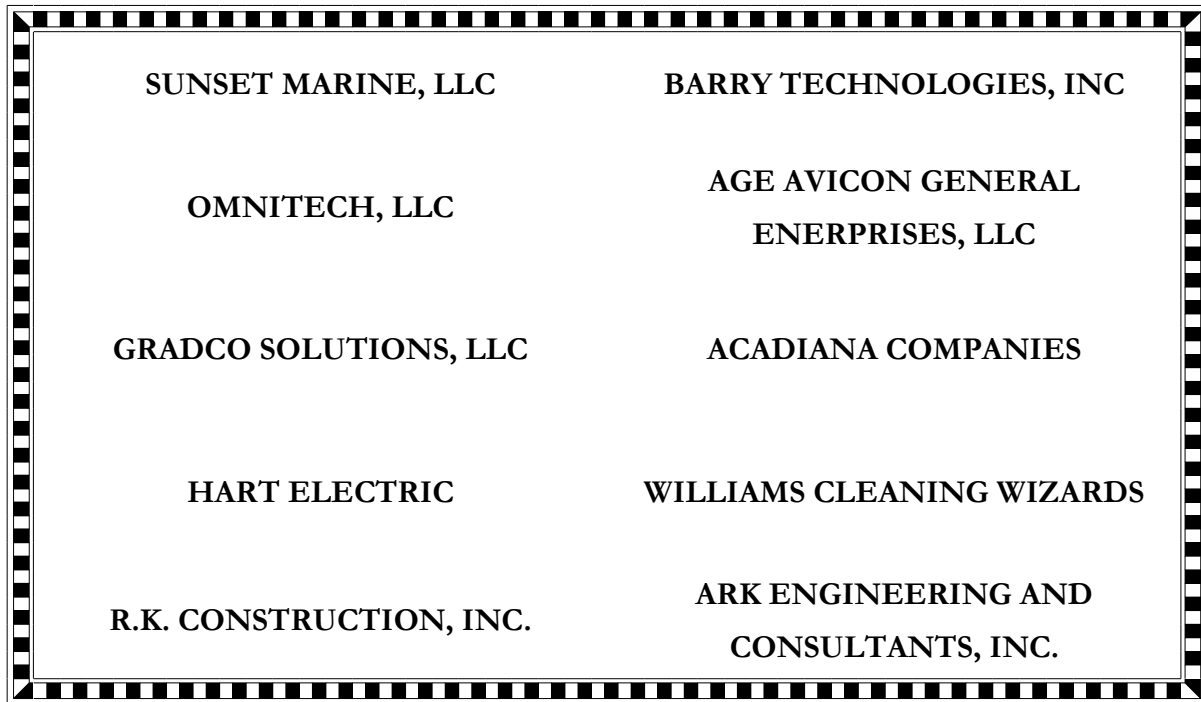 SUNSET MARINE, LLC
BARRY TECHNOLOGIES, INC
OMNITECH, LLC
AGE AVICON GENERAL
ENERPRISES, LLC
GRADCO SOLUTIONS, LLC
ACADIANA COMPANIES
HART ELECTRIC
WILLIAMS CLEANING WIZARDS
R.K. CONSTRUCTION, INC.
ARK ENGINEERING AND
CONSULTANTS, INC.